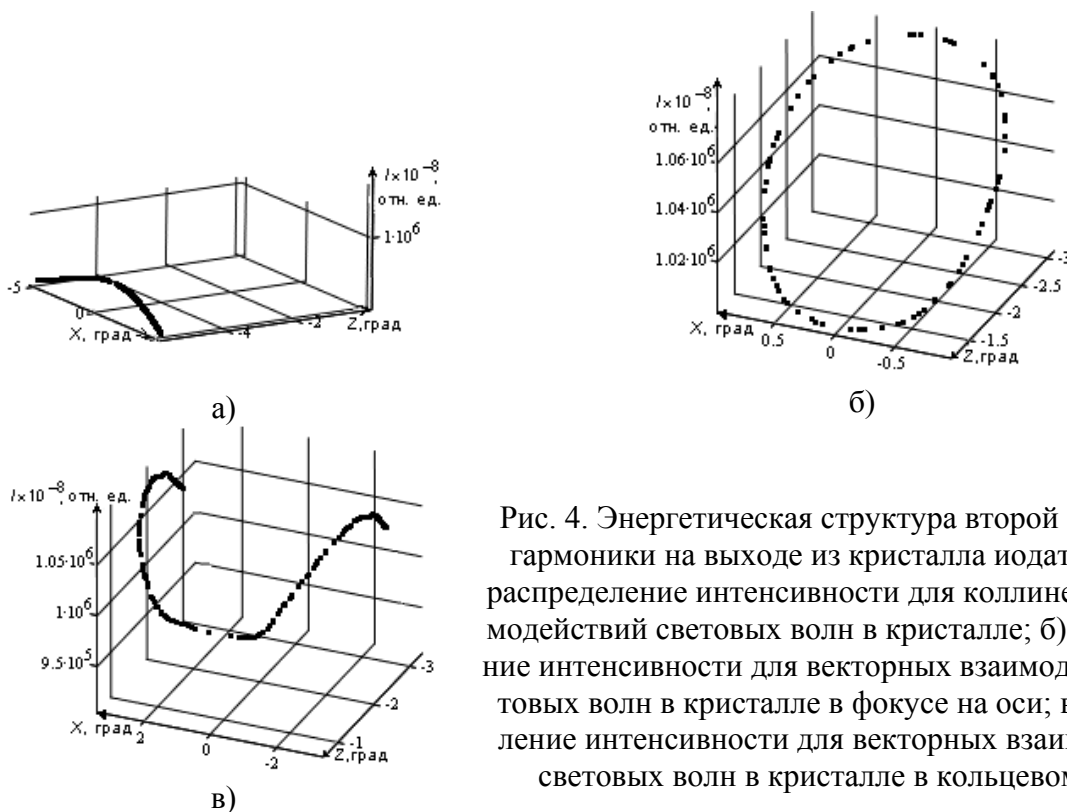 I×10⁻⁸,
отн. ед.
1·10⁶
-5
0
X, град
-4
-2
Z,град
а)
I×10⁻⁸,
отн. ед.
1.06·10⁶
1.04·10⁶
1.02·10⁶
X, град
0.5
0
-0.5
-3
-2.5
-2
-1.5
Z,град
б)
I×10⁻⁸, отн. ед.
1.05·10⁶
1·10⁶
9.5·10⁵
X, град
2
0
-2
-3
-2
-1
Z,град
в)
Рис. 4. Энергетическая структура второй
гармоники на выходе из кристалла иодат
распределение интенсивности для коллине
модействий световых волн в кристалле; б)
ние интенсивности для векторных взаимод
товых волн в кристалле в фокусе на оси;
ление интенсивности для векторных взаи
световых волн в кристалле в кольцевом